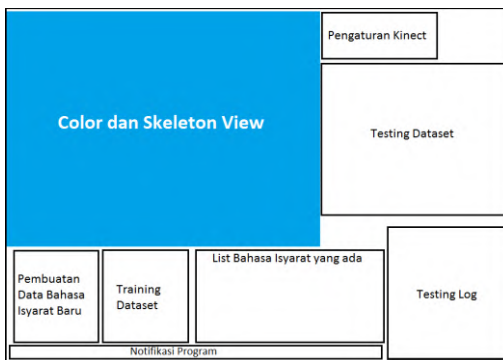 Pengaturan Kinect
Color dan Skeleton View
Testing Dataset
List Bahasa Isyarat yang ada
Pembuatan
Data Bahasa
Isyarat Baru
Training
Dataset
Testing Log
Notifikasi Program